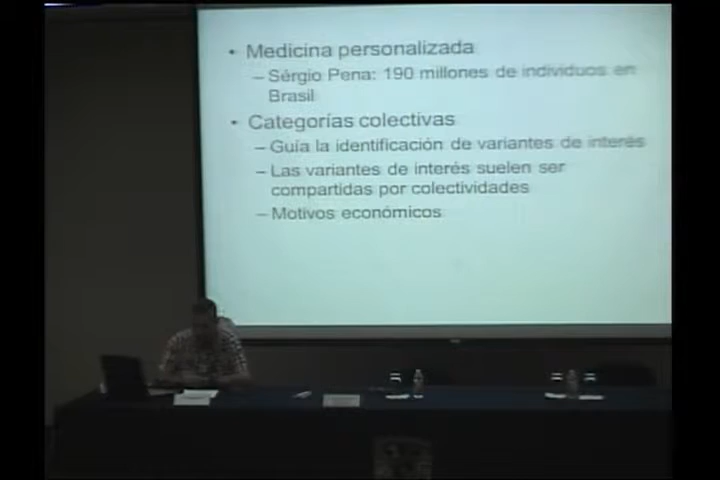 • Medicina personalizada
– Sérgio Pena: 190 millones de individuos en
Brasil
• Categorías colectivas
– Guía la identificación de variantes de interés
– Las variantes de interés suelen ser
compartidas por colectividades
– Motivos económicos